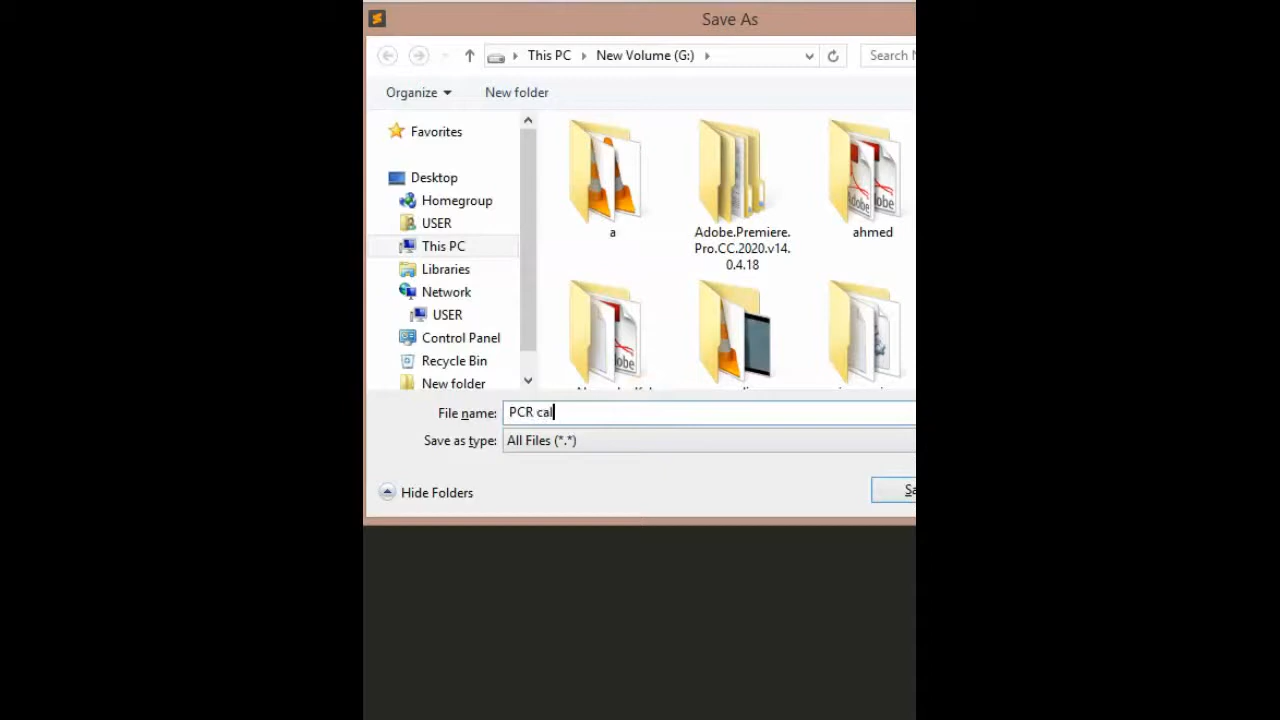 Save As
This PC
New Volume (G:)
Search
Organize
New folder
Favorites
Desktop
Homegroup
USER
This PC
Libraries
Network
USER
Control Panel
Recycle Bin
New folder
a
Adobe.Premiere.
Pro.CC.2020.v14.
0.4.18
ahmed
Adobe
Adobe
File name: PCR cal
Save as type: All Files (*.*)
Hide Folders